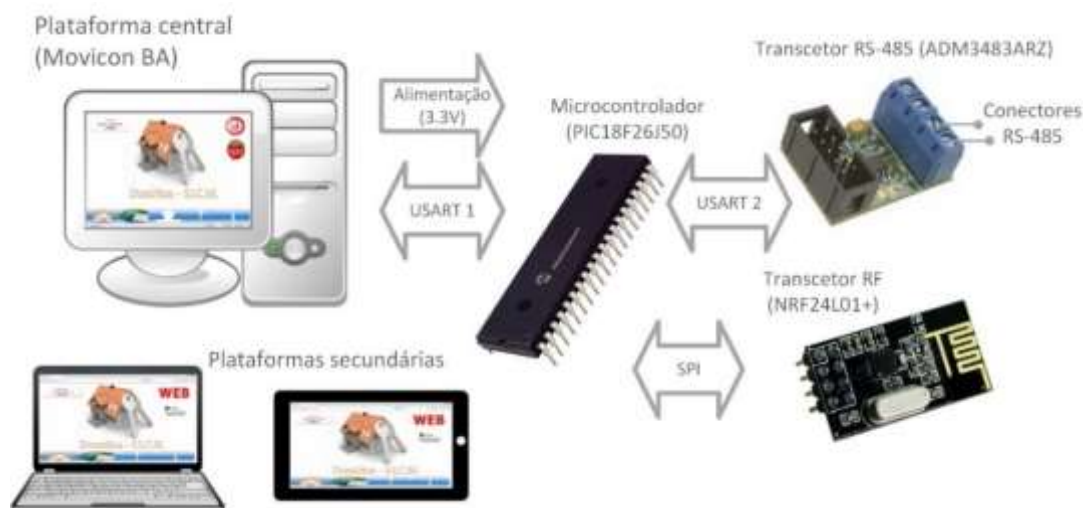 Plataforma central
(Movicon BA)
Alimentação
(3.3V)
USART 1
Microcontrolador
(PIC18F26J50)
USART 2
Transcetor RS-485 (ADM3483ARZ)
Conectores
RS-485
Transcetor RF
(NRF24L01+)
SPI
Plataformas secundárias
WEB
WEB